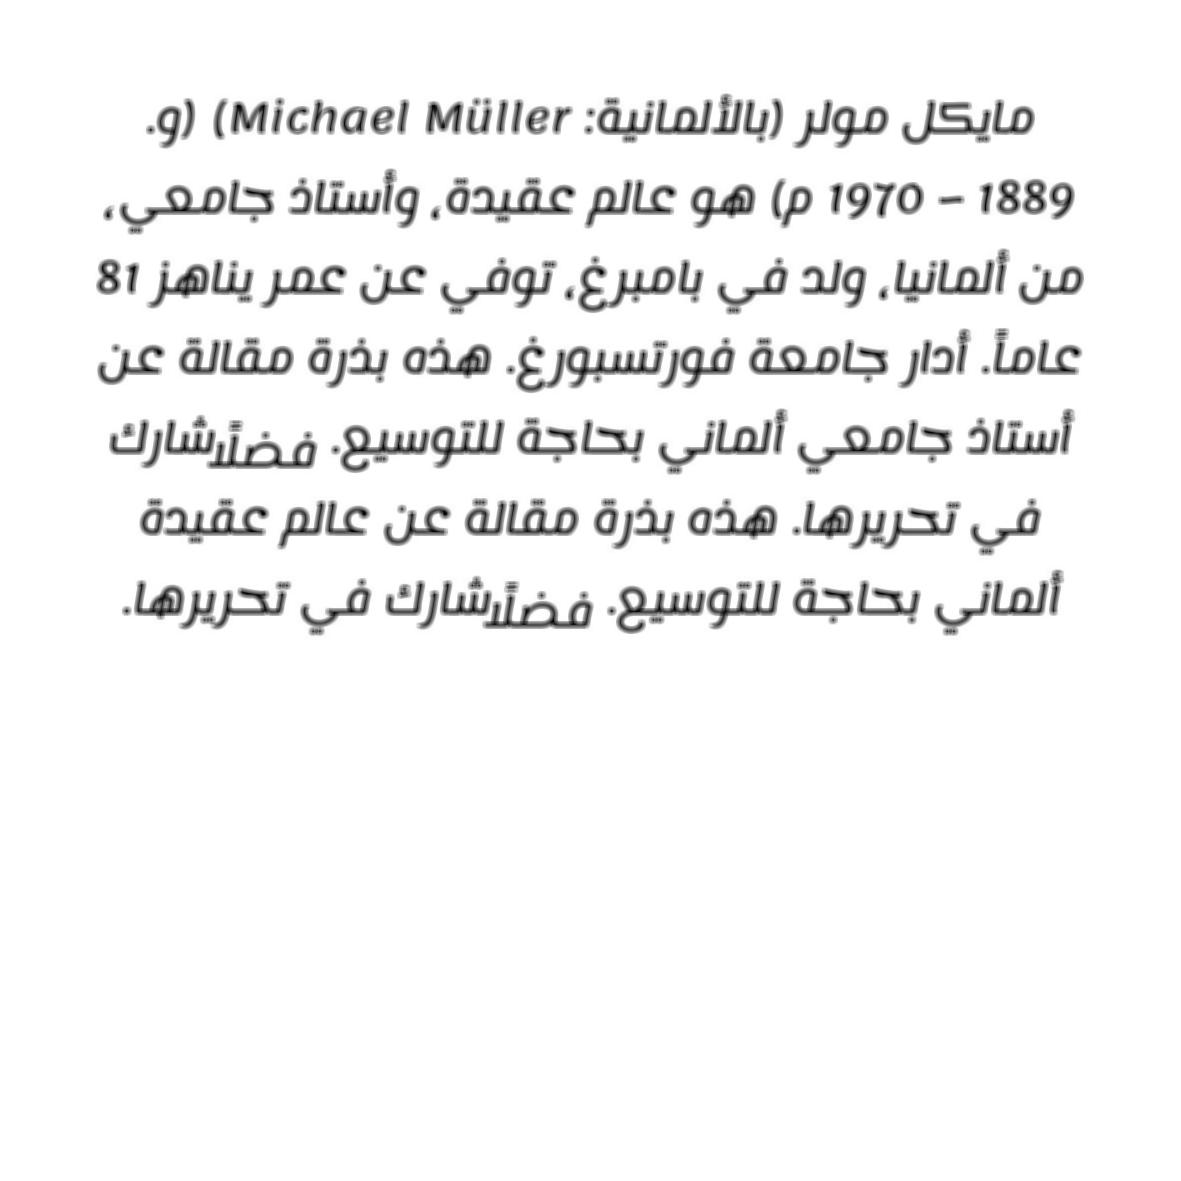 مايكل مولر (بالألمانية: Michael Müller) (و.
1889 – 1970 م) هو عالم عقيدة، وأستاذ جامعي،
من ألمانيا، ولد في بامبرغ، توفي عن عمر يناهز 81
عاماً. أدار جامعة فورتسبورغ. هذه بذرة مقالة عن
أستاذ جامعي ألماني بحاجة للتوسيع. فضلًا شارك
في تحريرها. هذه بذرة مقالة عن عالم عقيدة
ألماني بحاجة للتوسيع. فضلًا شارك في تحريرها.